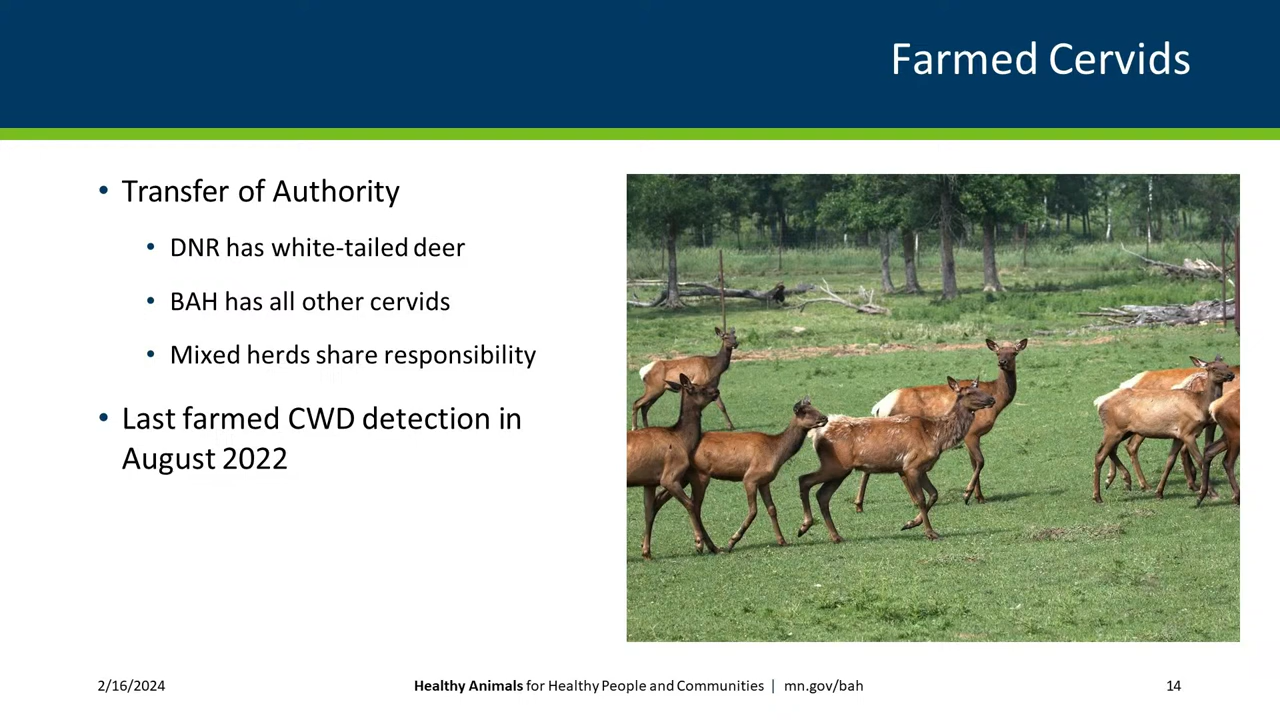 Farmed Cervids
• Transfer of Authority
• DNR has white-tailed deer
• BAH has all other cervids
• Mixed herds share responsibility
• Last farmed CWD detection in
August 2022
2/16/2024
Healthy Animals for Healthy People and Communities | mn.gov/bah
14